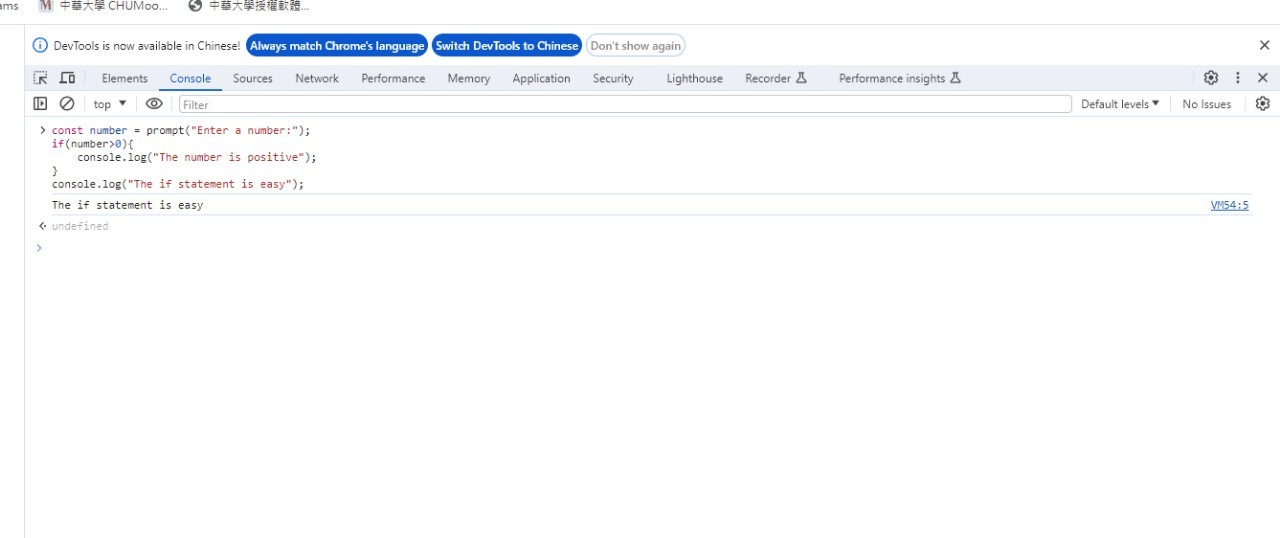 ams 中華大學 CHUMoo... 中華大學授權軟體...
DevTools is now available in Chinese! Always match Chrome's language Switch DevTools to Chinese Don't show again
Elements Console Sources Network Performance Memory Application Security Lighthouse Recorder Performance insights
top Filter Default levels No Issues
const number = prompt("Enter a number:");
if(number>0){
    console.log("The number is positive");
}
console.log("The if statement is easy");
The if statement is easy VM54:5
undefined